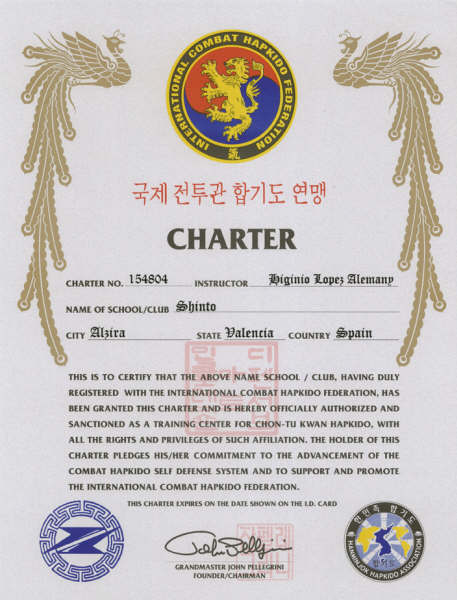 INTERNATIONAL COMBAT HAPKIDO FEDERATION
氣
국제 전투관 합기도 연맹
CHARTER
CHARTER NO. 154804 INSTRUCTOR Higinio Lopez Alemany
NAME OF SCHOOL/CLUB Shinto
CITY Alzira STATE Valencia COUNTRY Spain
THIS IS TO CERTIFY THAT THE ABOVE NAME SCHOOL / CLUB, HAVING DULY
REGISTERED WITH THE INTERNATIONAL COMBAT HAPKIDO FEDERATION, HAS
BEEN GRANTED THIS CHARTER AND IS HEREBY OFFICIALLY AUTHORIZED AND
SANCTIONED AS A TRAINING CENTER FOR CHON-TU KWAN HAPKIDO, WITH
ALL THE RIGHTS AND PRIVILEGES OF SUCH AFFILIATION. THE HOLDER OF THIS
CHARTER PLEDGES HIS/HER COMMITMENT TO THE ADVANCEMENT OF THE
COMBAT HAPKIDO SELF DEFENSE SYSTEM AND TO SUPPORT AND PROMOTE
THE INTERNATIONAL COMBAT HAPKIDO FEDERATION.
THIS CHARTER EXPIRES ON THE DATE SHOWN ON THE I.D. CARD
John Pellegrini
GRANDMASTER JOHN PELLEGRINI
FOUNDER/CHAIRMAN
한민족 합기도
HANMINJOK HAPKIDO ASSOCIATION